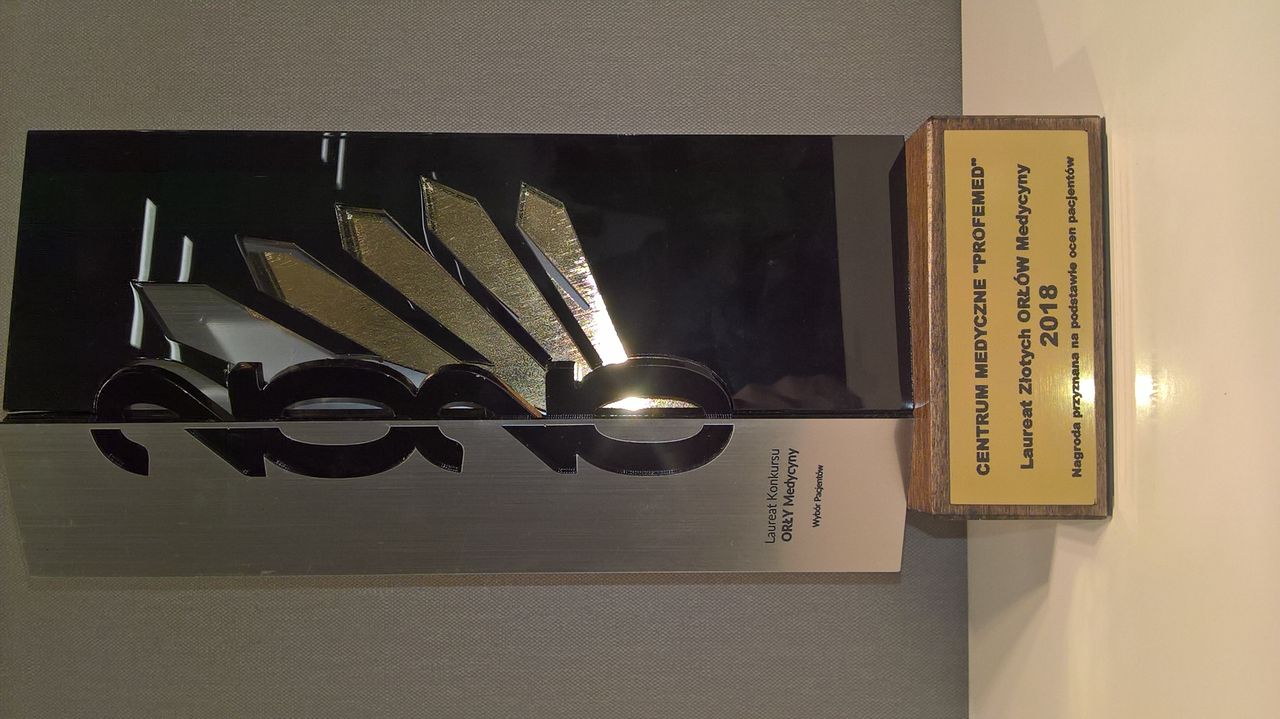 Laureat Konkursu
ORŁY Medycyny
Wybór Pacjentów
CENTRUM MEDYCZNE "PROFEMED"
Laureat Złotych ORŁÓW Medycyny
2018
Nagroda przyznana na podstawie ocen pacjentów